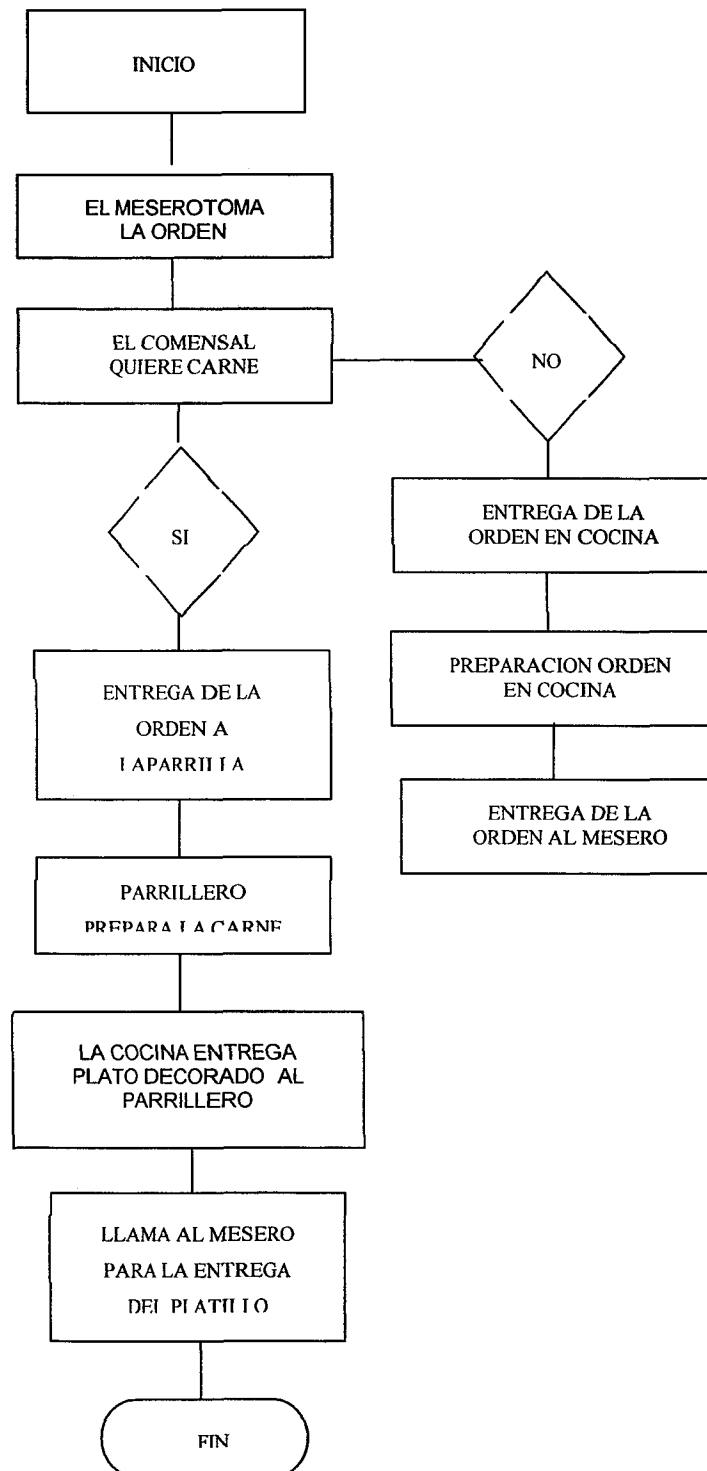 INICIO
EL MESEROTOMA
LA ORDEN
EL COMENSAL
QUIERE CARNE
NO
SI
ENTREGA DE LA
ORDEN EN COCINA
PREPARACION ORDEN
EN COCINA
ENTREGA DE LA
ORDEN AL MESERO
ENTREGA DE LA
ORDEN A
LAPARRILLA
PARRILLERO
PREPARA LA CARNE
LA COCINA ENTREGA
PLATO DECORADO AL
PARRILLERO
LLAMA AL MESERO
PARA LA ENTREGA
DEL PLATILLO
FIN